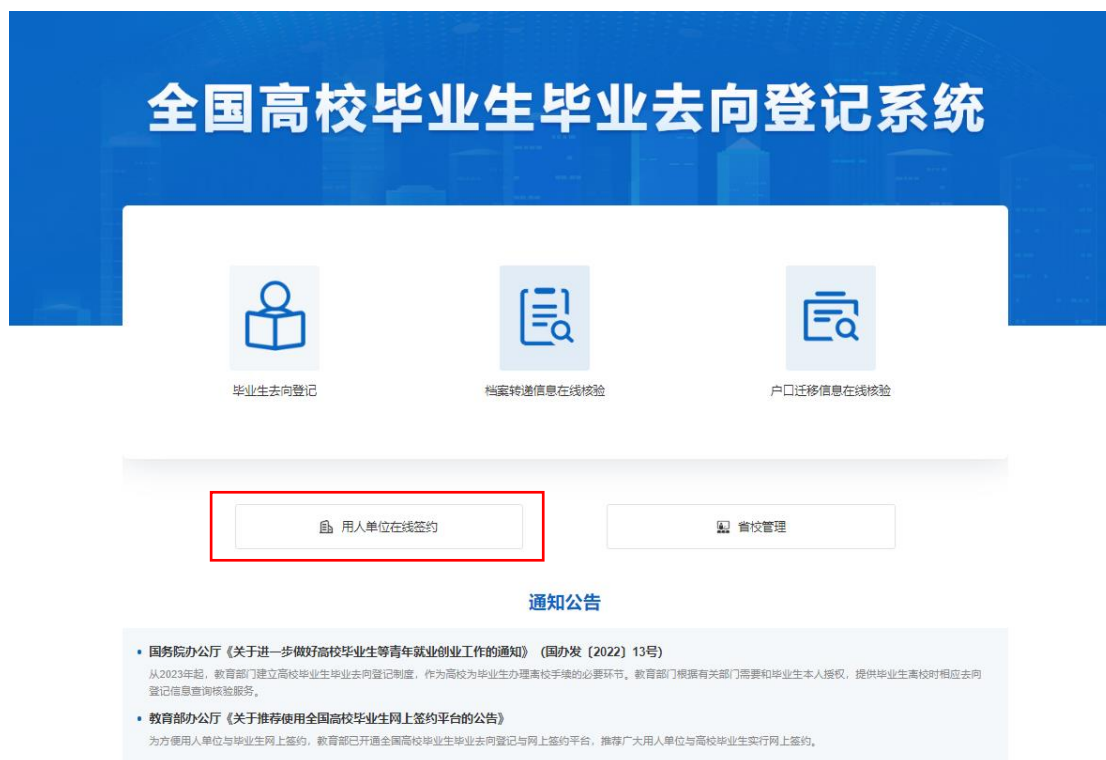 全国高校毕业生毕业去向登记系统
毕业生去向登记
档案转递信息在线核验
户口迁移信息在线核验
用人单位在线签约
省校管理
通知公告
• 国务院办公厅《关于进一步做好高校毕业生等青年就业创业工作的通知》（国办发〔2022〕13号）
从2023年起，教育部门建立高校毕业生毕业去向登记制度，作为高校为毕业生办理离校手续的必要环节。教育部门根据有关部门需要和毕业生本人授权，提供毕业生离校时相应去向
登记信息查询核验服务。
• 教育部办公厅《关于推荐使用全国高校毕业生网上签约平台的公告》
为方便用人单位与毕业生网上签约，教育部已开通全国高校毕业生毕业去向登记与网上签约平台，推荐广大用人单位与高校毕业生实行网上签约。